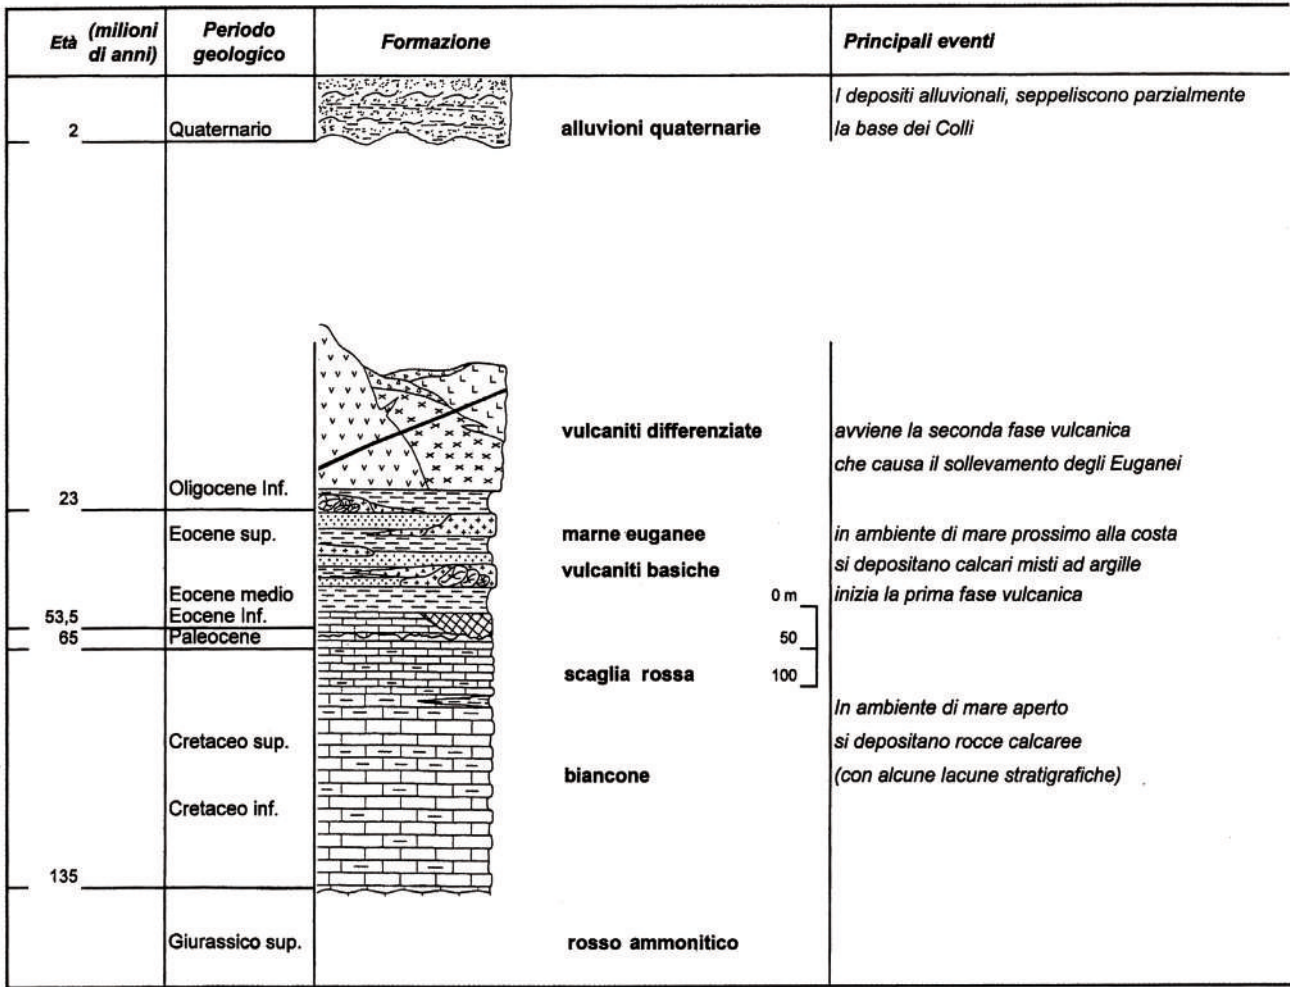 Età (milioni di anni)
Periodo geologico
Formazione
Principali eventi
I depositi alluvionali, seppeliscono parzialmente
2 Quaternario alluvioni quaternarie la base dei Colli
vulcaniti differenziate avviene la seconda fase vulcanica
che causa il sollevamento degli Euganei
Oligocene Inf.
23
Eocene sup. marne euganee in ambiente di mare prossimo alla costa
vulcaniti basiche si depositano calcari misti ad argille
Eocene medio 0 m inizia la prima fase vulcanica
53,5 Eocene Inf.
65 Paleocene 50
scaglia rossa 100
In ambiente di mare aperto
Cretaceo sup. si depositano rocce calcaree
biancone (con alcune lacune stratigrafiche)
Cretaceo inf.
135
Giurassico sup. rosso ammonitico